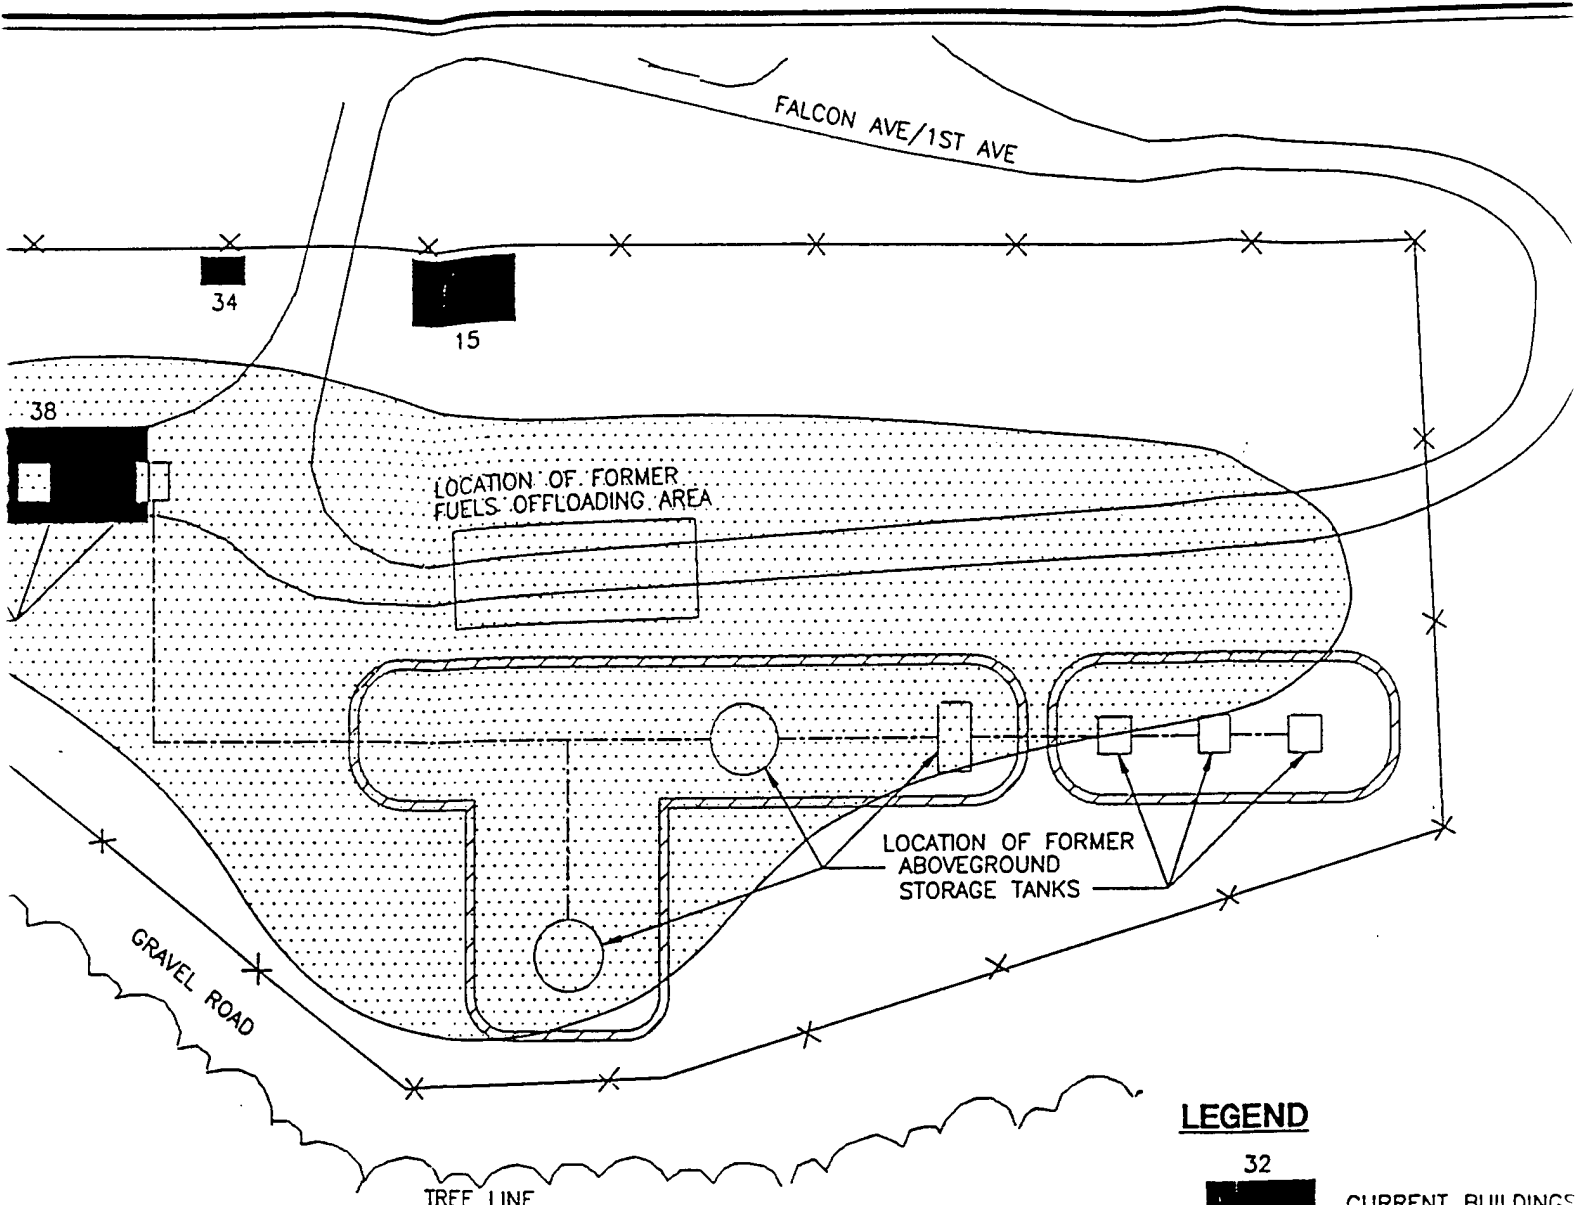 FALCON AVE/1ST AVE
34
15
38
LOCATION OF FORMER
FUELS OFFLOADING AREA
LOCATION OF FORMER
ABOVEGROUND
STORAGE TANKS
GRAVEL ROAD
TREE LINE
LEGEND
32
CURRENT BUILDINGS